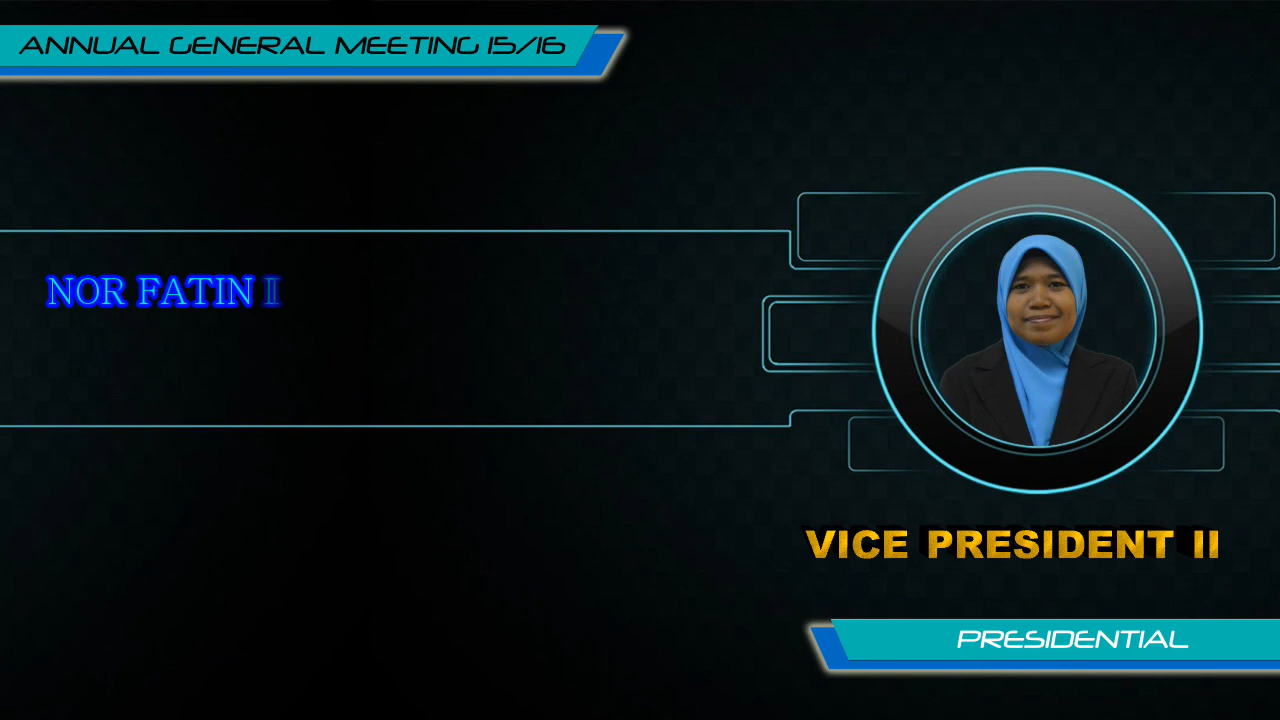 ANNUAL GENERAL MEETING 15/16
NOR FATIN
VICE PRESIDENT II
PRESIDENTIAL